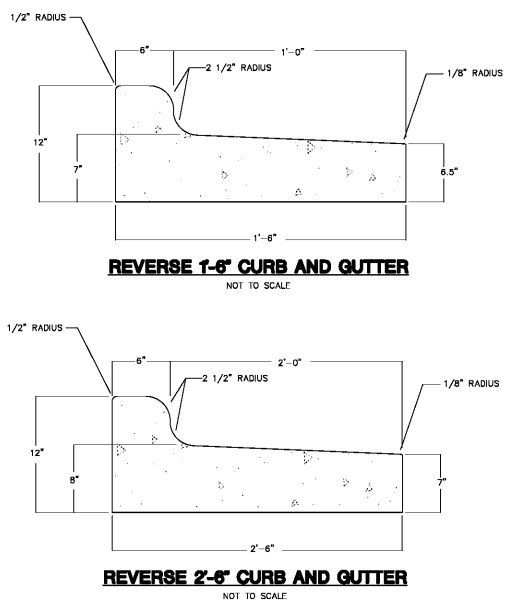 1/2" RADIUS
6"
1'-0"
2 1/2" RADIUS
1/8" RADIUS
12"
7"
6.5"
1'-6"
REVERSE 1'-6" CURB AND GUTTER
NOT TO SCALE
1/2" RADIUS
6"
2'-0"
2 1/2" RADIUS
1/8" RADIUS
12"
8"
7"
2'-6"
REVERSE 2'-6" CURB AND GUTTER
NOT TO SCALE